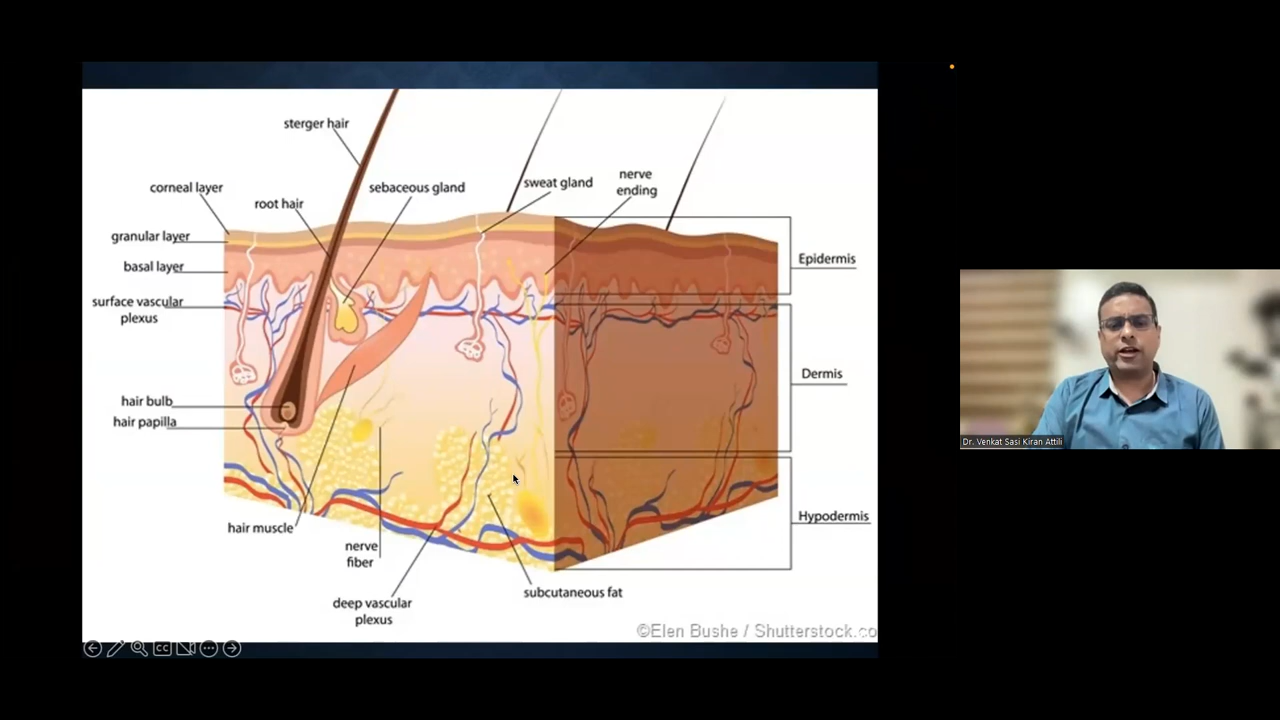 sterger hair
corneal layer
root hair
sebaceous gland
sweat gland
nerve
ending
granular layer
basal layer
surface vascular
plexus
Epidermis
Dermis
hair bulb
hair papilla
hair muscle
nerve
fiber
deep vascular
plexus
subcutaneous fat
Hypodermis
©Elen Bushe / Shutterstock.co
CC
Dr. Venkat Sasi Kiran Attili